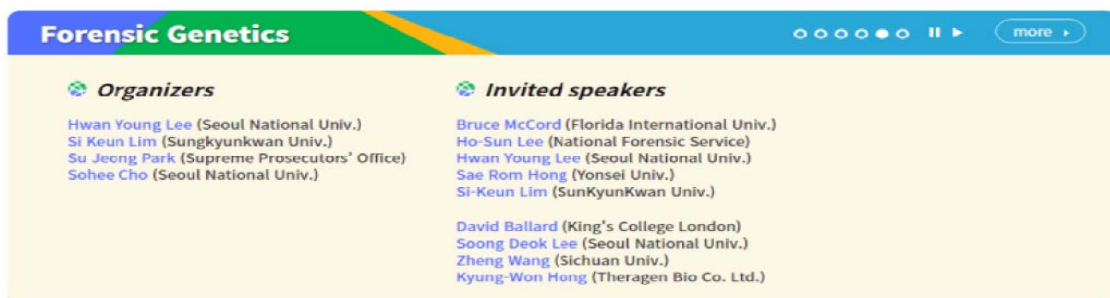 Forensic Genetics
more
Organizers
Hwan Young Lee (Seoul National Univ.)
Si Keun Lim (Sungkyunkwan Univ.)
Su Jeong Park (Supreme Prosecutors' Office)
Sohee Cho (Seoul National Univ.)
Invited speakers
Bruce McCord (Florida International Univ.)
Ho-Sun Lee (National Forensic Service)
Hwan Young Lee (Seoul National Univ.)
Sae Rom Hong (Yonsei Univ.)
Si-Keun Lim (SunKyunKwan Univ.)
David Ballard (King's College London)
Soong Deok Lee (Seoul National Univ.)
Zheng Wang (Sichuan Univ.)
Kyung-Won Hong (Theragen Bio Co. Ltd.)